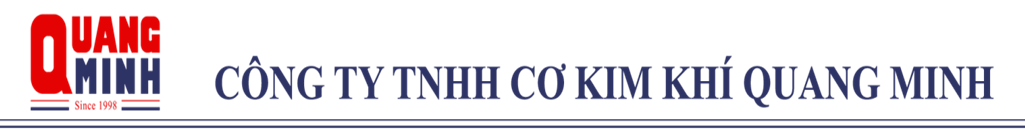 QUANG
MINH
Since 1998
CÔNG TY TNHH CƠ KIM KHÍ QUANG MINH